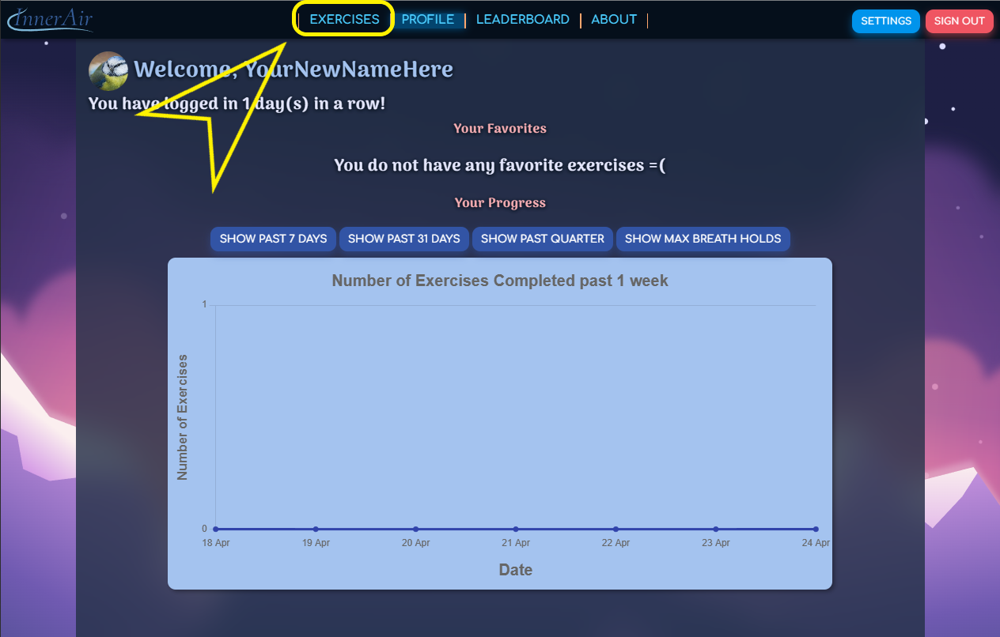 InnerAir
EXERCISES PROFILE LEADERBOARD ABOUT
SETTINGS SIGN OUT
Welcome, YourNewNameHere
You have logged in 1 day(s) in a row!
Your Favorites
You do not have any favorite exercises =(
Your Progress
SHOW PAST 7 DAYS SHOW PAST 31 DAYS SHOW PAST QUARTER SHOW MAX BREATH HOLDS
Number of Exercises Completed past 1 week
1
Number of Exercises
0
18 Apr 19 Apr 20 Apr 21 Apr 22 Apr 23 Apr 24 Apr
Date